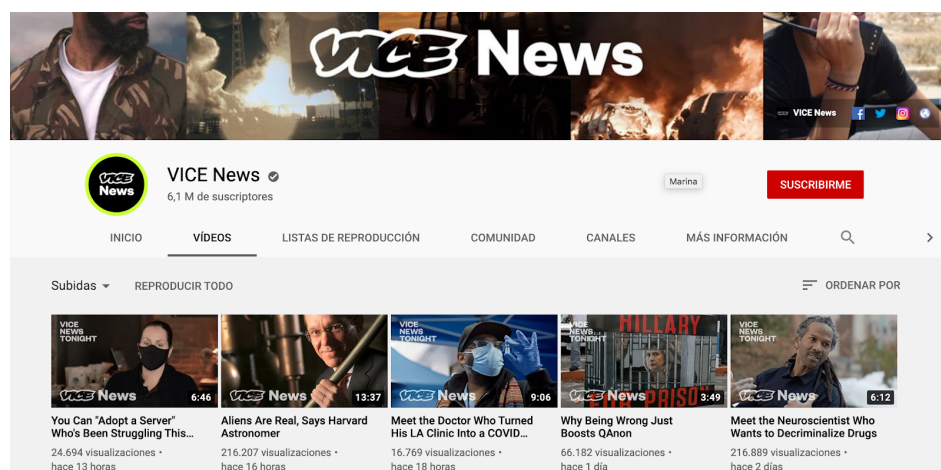 VICE News
VICE News
VICE News
VICE News
6,1 M de suscriptores
Marina
SUSCRIBIRME
INICIO VÍDEOS LISTAS DE REPRODUCCIÓN COMUNIDAD CANALES MÁS INFORMACIÓN
Subidas REPRODUCIR TODO ORDENAR POR
VICE
NEWS
TONIGHT
VICE News 6:46
You Can "Adopt a Server"
Who's Been Struggling This...
24.694 visualizaciones •
hace 13 horas
VICE News 13:37
Aliens Are Real, Says Harvard
Astronomer
216.207 visualizaciones •
hace 16 horas
VICE
NEWS
TONIGHT
VICE News 9:06
Meet the Doctor Who Turned
His LA Clinic Into a COVID...
16.769 visualizaciones •
hace 18 horas
VICE
NEWS
TONIGHT
HILLARY
FOR PRISON
VICE News 3:49
Why Being Wrong Just
Boosts QAnon
66.182 visualizaciones •
hace 1 día
VICE
NEWS
TONIGHT
VICE News 6:12
Meet the Neuroscientist Who
Wants to Decriminalize Drugs
216.889 visualizaciones •
hace 2 días